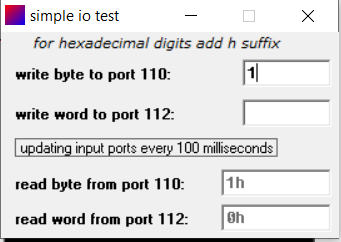 simple io test
for hexadecimal digits add h suffix
write byte to port 110: 1
write word to port 112:
updating input ports every 100 milliseconds
read byte from port 110: 1h
read word from port 112: 0h